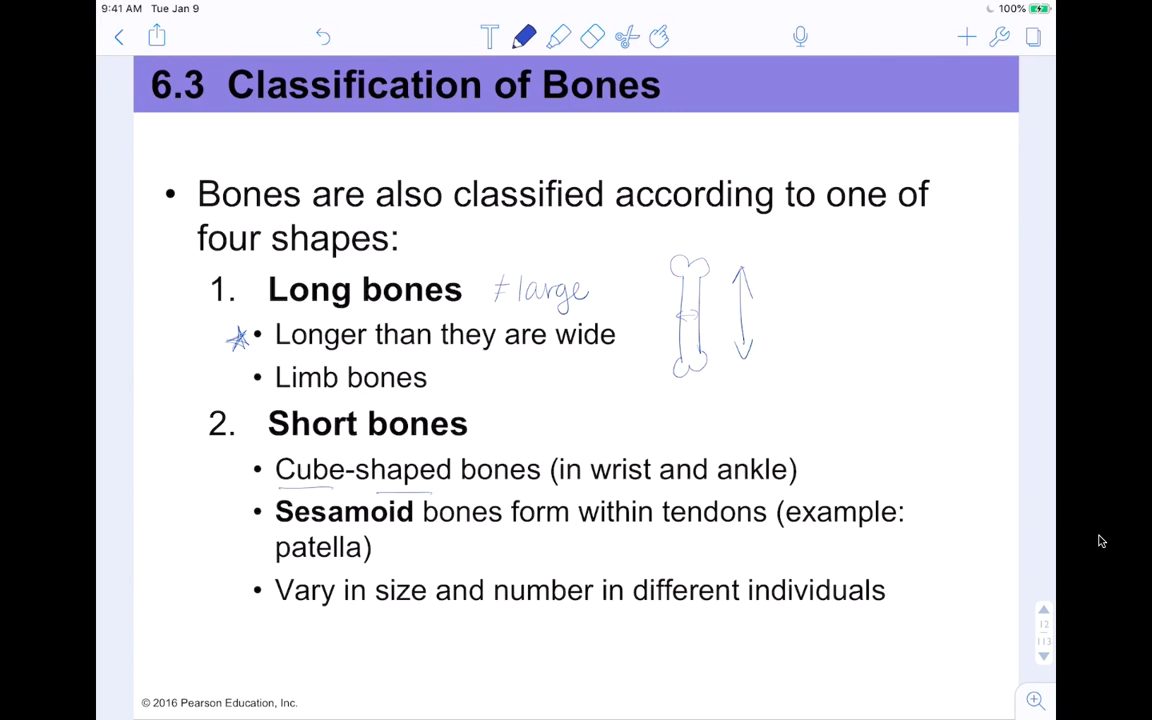 9:41 AM Tue Jan 9
100%
T
6.3 Classification of Bones
• Bones are also classified according to one of
four shapes:
1. Long bones ≠ large
• Longer than they are wide
• Limb bones
2. Short bones
• Cube-shaped bones (in wrist and ankle)
• Sesamoid bones form within tendons (example:
patella)
• Vary in size and number in different individuals
12
113
© 2016 Pearson Education, Inc.